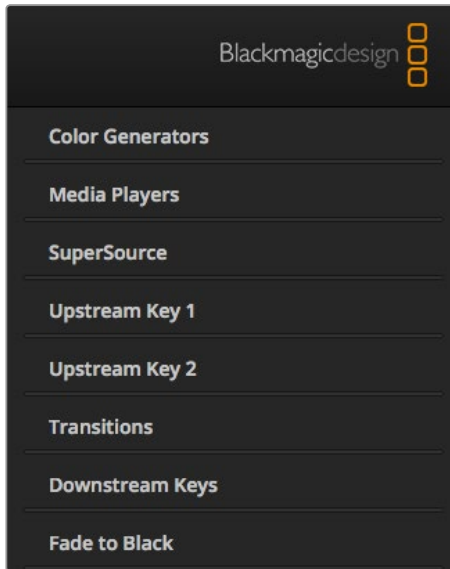 Blackmagicdesign
Color Generators
Media Players
SuperSource
Upstream Key 1
Upstream Key 2
Transitions
Downstream Keys
Fade to Black